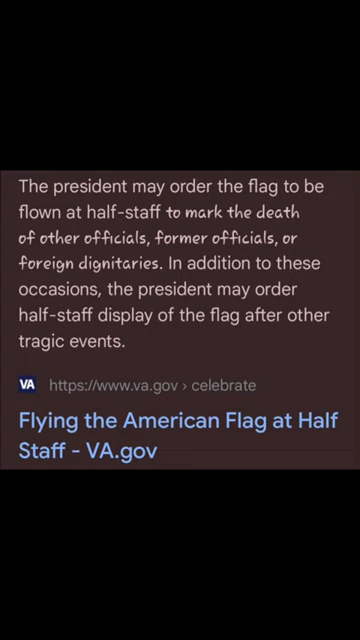 The president may order the flag to be
flown at half-staff to mark the death
of other officials, former officials, or
foreign dignitaries. In addition to these
occasions, the president may order
half-staff display of the flag after other
tragic events.
VA https://www.va.gov › celebrate
Flying the American Flag at Half
Staff - VA.gov